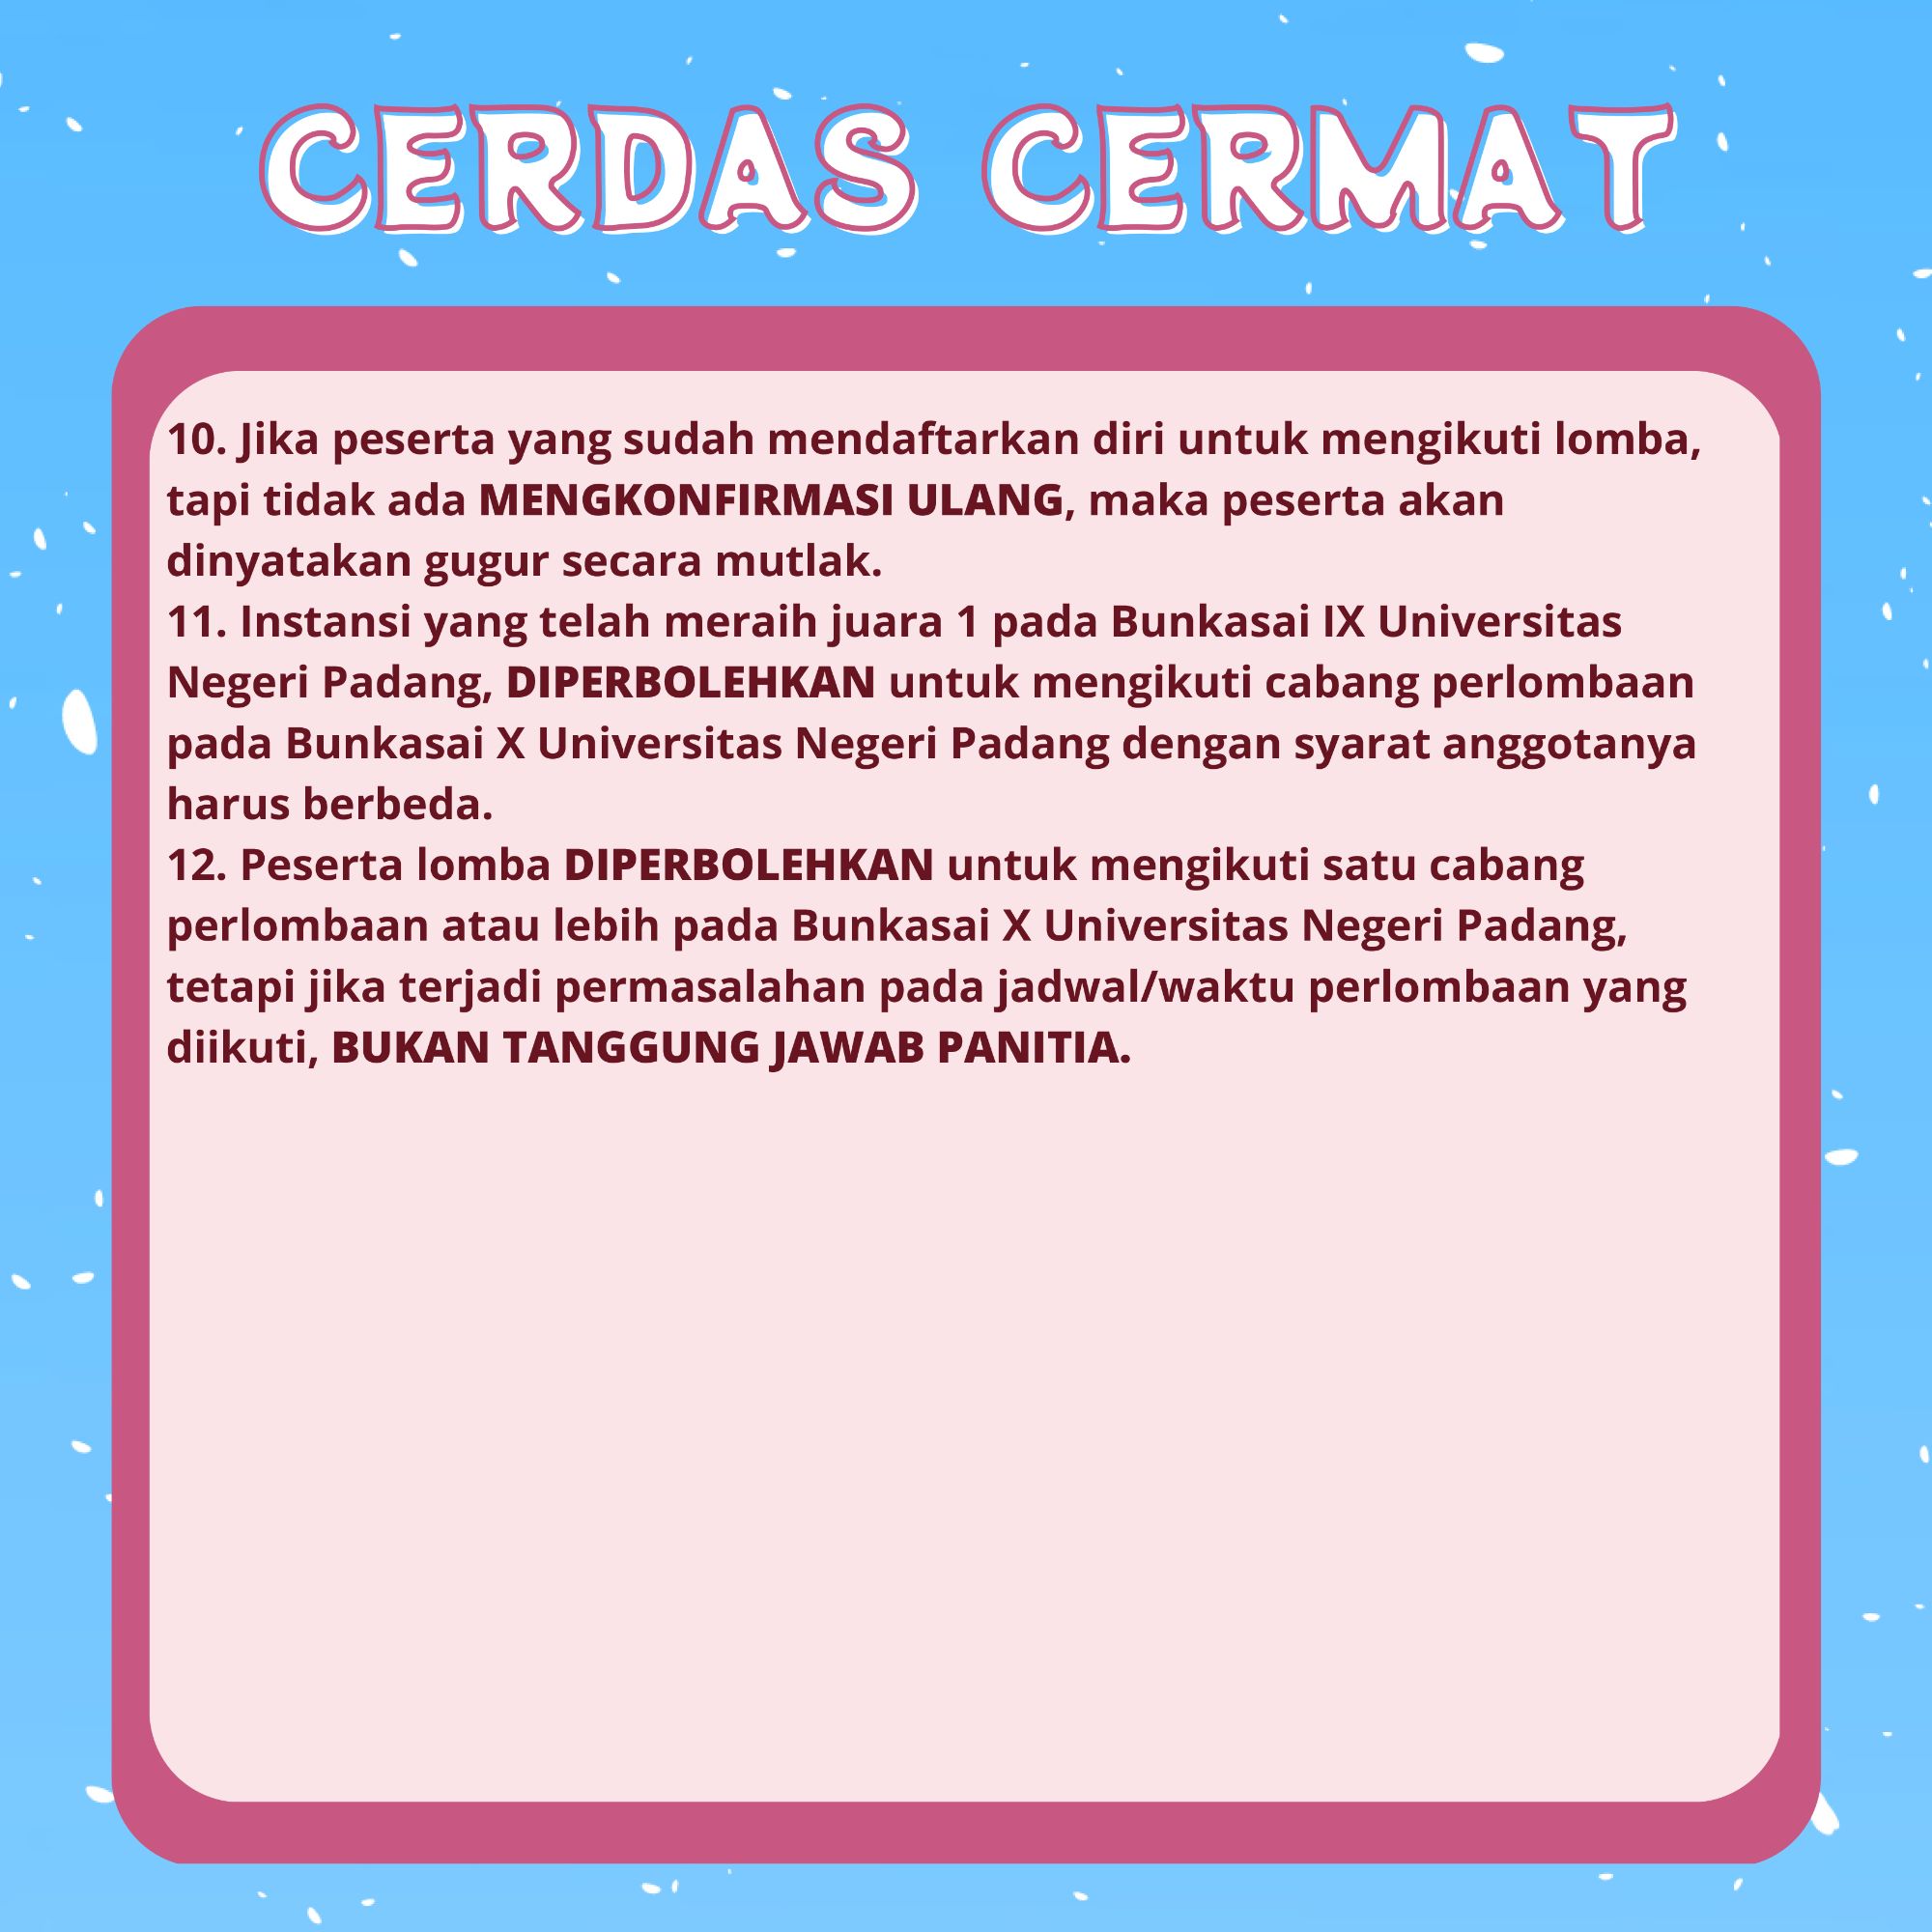 CERDAS CERMAT
10. Jika peserta yang sudah mendaftarkan diri untuk mengikuti lomba,
tapi tidak ada MENGKONFIRMASI ULANG, maka peserta akan
dinyatakan gugur secara mutlak.
11. Instansi yang telah meraih juara 1 pada Bunkasai IX Universitas
Negeri Padang, DIPERBOLEHKAN untuk mengikuti cabang perlombaan
pada Bunkasai X Universitas Negeri Padang dengan syarat anggotanya
harus berbeda.
12. Peserta lomba DIPERBOLEHKAN untuk mengikuti satu cabang
perlombaan atau lebih pada Bunkasai X Universitas Negeri Padang,
tetapi jika terjadi permasalahan pada jadwal/waktu perlombaan yang
diikuti, BUKAN TANGGUNG JAWAB PANITIA.